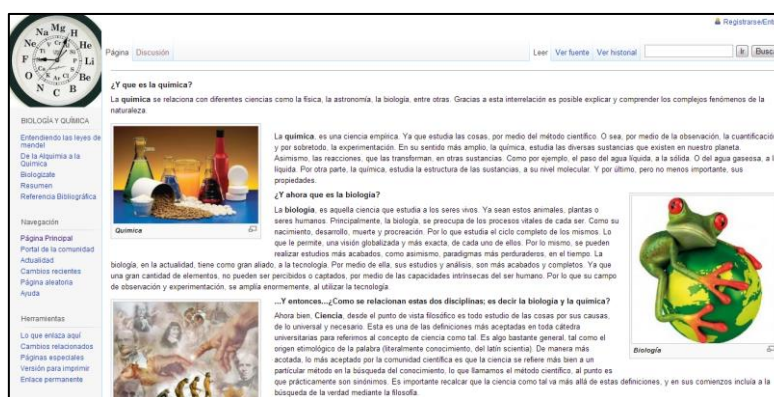 Registrarse/Ent
Página Discusión
Leer Ver fuente Ver historial
Ir Busc
Na Mg H
Ne He
F Li
O Be
N C B
BIOLOGÍA Y QUÍMICA
Entendiendo las leyes de
mendel
De la Alquimia a la
Quimica
Biologizate
Resumen
Referencia Bibliográfica
Navegación
Página Principal
Portal de la comunidad
Actualidad
Cambios recientes
Página aleatoria
Ayuda
Herramientas
Lo que enlaza aquí
Cambios relacionados
Páginas especiales
Versión para imprimir
Enlace permanente
¿Y que es la química?
La química se relaciona con diferentes ciencias como la física, la astronomía, la biología, entre otras. Gracias a esta interrelación es posible explicar y comprender los complejos fenómenos de la
naturaleza.
Química
La química, es una ciencia empírica. Ya que estudia las cosas, por medio del método científico. O sea, por medio de la observación, la cuantificació
y por sobretodo, la experimentación. En su sentido más amplio, la química, estudia las diversas sustancias que existen en nuestro planeta.
Asimismo, las reacciones, que las transforman, en otras sustancias. Como por ejemplo, el paso del agua líquida, a la sólida. O del agua gaseosa, a l
líquida. Por otra parte, la química, estudia la estructura de las sustancias, a su nivel molecular. Y por último, pero no menos importante, sus
propiedades.
¿Y ahora que es la biología?
La biología, es aquella ciencia que estudia a los seres vivos. Ya sean estos animales, plantas o
seres humanos. Principalmente, la biología, se preocupa de los procesos vitales de cada ser. Como su
nacimiento, desarrollo, muerte y procreación. Por lo que estudia el ciclo completo de los mismos. Lo
que le permite, una visión globalizada y más exacta, de cada uno de ellos. Por lo mismo, se pueden
realizar estudios más acabados, como asimismo, paradigmas más perduraderos, en el tiempo. La
biología, en la actualidad, tiene como gran aliado, a la tecnología. Por medio de ella, sus estudios y análisis, son más acabados y completos. Ya que
una gran cantidad de elementos, no pueden ser percibidos o captados, por medio de las capacidades intrínsecas del ser humano. Por lo que su campo
de observación y experimentación, se amplía enormemente, al utilizar la tecnología.
Biología
...Y entonces...¿Como se relacionan estas dos disciplinas; es decir la biología y la química?
Ahora bien, Ciencia, desde el punto de vista filosófico es todo estudio de las cosas por sus causas,
de lo universal y necesario. Esta es una de las definiciones más aceptadas en toda cátedra
universitarias para referirnos al concepto de ciencia como tal. Es algo bastante general, tal como el
origen etimológico de la palabra (literalmente conocimiento, del latín scientia). De manera más
acotada, lo más aceptado por la comunidad científica es que la ciencia se refiere más bien a un
partícular método en la búsqueda del conocimiento, lo que llamamos el método científico, al punto es
que prácticamente son sinónimos. Es importante recalcar que la ciencia como tal va más allá de estas definiciones, y en sus comienzos incluía a la
búsqueda de la verdad mediante la filosofía.